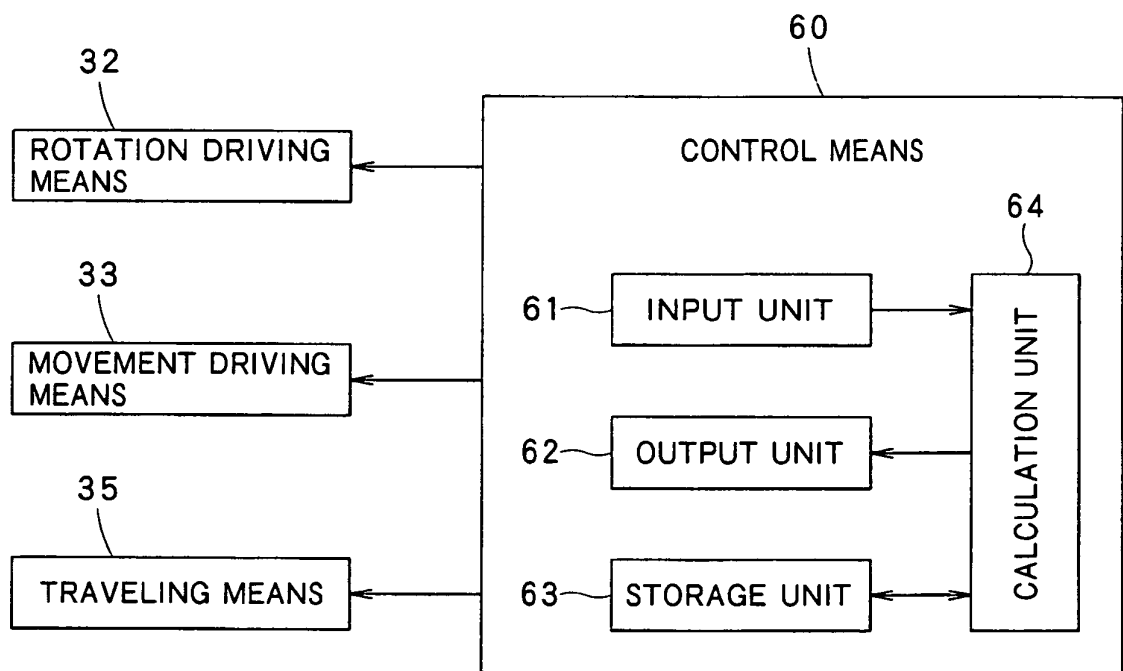 60
32
ROTATION DRIVING
MEANS
CONTROL MEANS
64
33
61
INPUT UNIT
MOVEMENT DRIVING
MEANS
CALCULATION UNIT
62
OUTPUT UNIT
35
TRAVELING MEANS
63
STORAGE UNIT